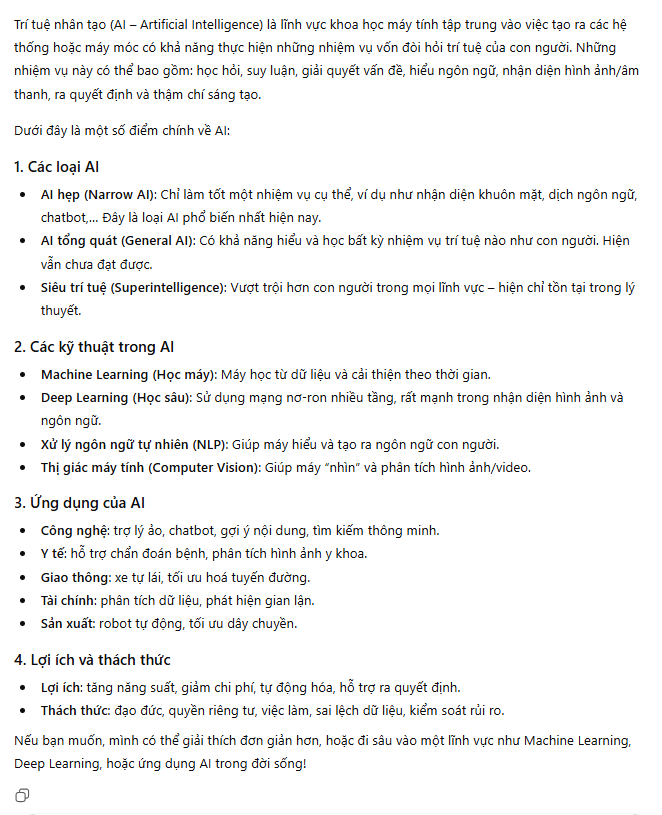 Trí tuệ nhân tạo (AI – Artificial Intelligence) là lĩnh vực khoa học máy tính tập trung vào việc tạo ra các hệ
thống hoặc máy móc có khả năng thực hiện những nhiệm vụ vốn đòi hỏi trí tuệ của con người. Những
nhiệm vụ này có thể bao gồm: học hỏi, suy luận, giải quyết vấn đề, hiểu ngôn ngữ, nhận diện hình ảnh/âm
thanh, ra quyết định và thậm chí sáng tạo.
Dưới đây là một số điểm chính về AI:
1. Các loại AI
• AI hẹp (Narrow AI): Chỉ làm tốt một nhiệm vụ cụ thể, ví dụ như nhận diện khuôn mặt, dịch ngôn ngữ,
chatbot,... Đây là loại AI phổ biến nhất hiện nay.
• AI tổng quát (General AI): Có khả năng hiểu và học bất kỳ nhiệm vụ trí tuệ nào như con người. Hiện
vẫn chưa đạt được.
• Siêu trí tuệ (Superintelligence): Vượt trội hơn con người trong mọi lĩnh vực – hiện chỉ tồn tại trong lý
thuyết.
2. Các kỹ thuật trong AI
• Machine Learning (Học máy): Máy học từ dữ liệu và cải thiện theo thời gian.
• Deep Learning (Học sâu): Sử dụng mạng nơ-ron nhiều tầng, rất mạnh trong nhận diện hình ảnh và
ngôn ngữ.
• Xử lý ngôn ngữ tự nhiên (NLP): Giúp máy hiểu và tạo ra ngôn ngữ con người.
• Thị giác máy tính (Computer Vision): Giúp máy “nhìn” và phân tích hình ảnh/video.
3. Ứng dụng của AI
• Công nghệ: trợ lý ảo, chatbot, gợi ý nội dung, tìm kiếm thông minh.
• Y tế: hỗ trợ chẩn đoán bệnh, phân tích hình ảnh y khoa.
• Giao thông: xe tự lái, tối ưu hoá tuyến đường.
• Tài chính: phân tích dữ liệu, phát hiện gian lận.
• Sản xuất: robot tự động, tối ưu dây chuyền.
4. Lợi ích và thách thức
• Lợi ích: tăng năng suất, giảm chi phí, tự động hóa, hỗ trợ ra quyết định.
• Thách thức: đạo đức, quyền riêng tư, việc làm, sai lệch dữ liệu, kiểm soát rủi ro.
Nếu bạn muốn, mình có thể giải thích đơn giản hơn, hoặc đi sâu vào một lĩnh vực như Machine Learning,
Deep Learning, hoặc ứng dụng AI trong đời sống!